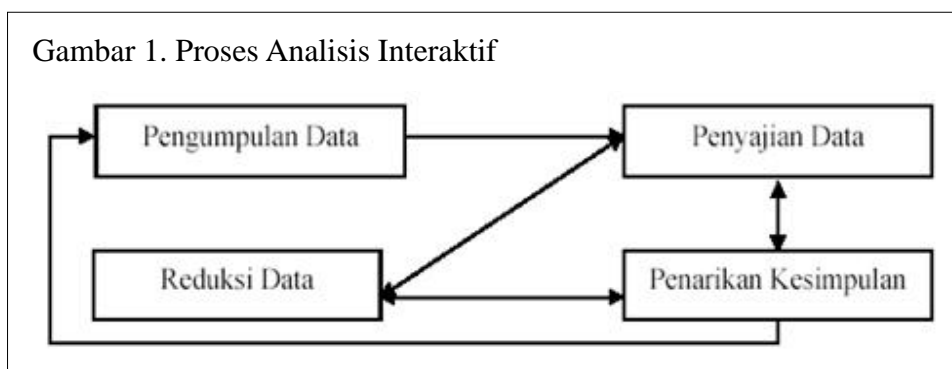 Gambar 1. Proses Analisis Interaktif
Pengumpulan Data
Penyajian Data
Reduksi Data
Penarikan Kesimpulan